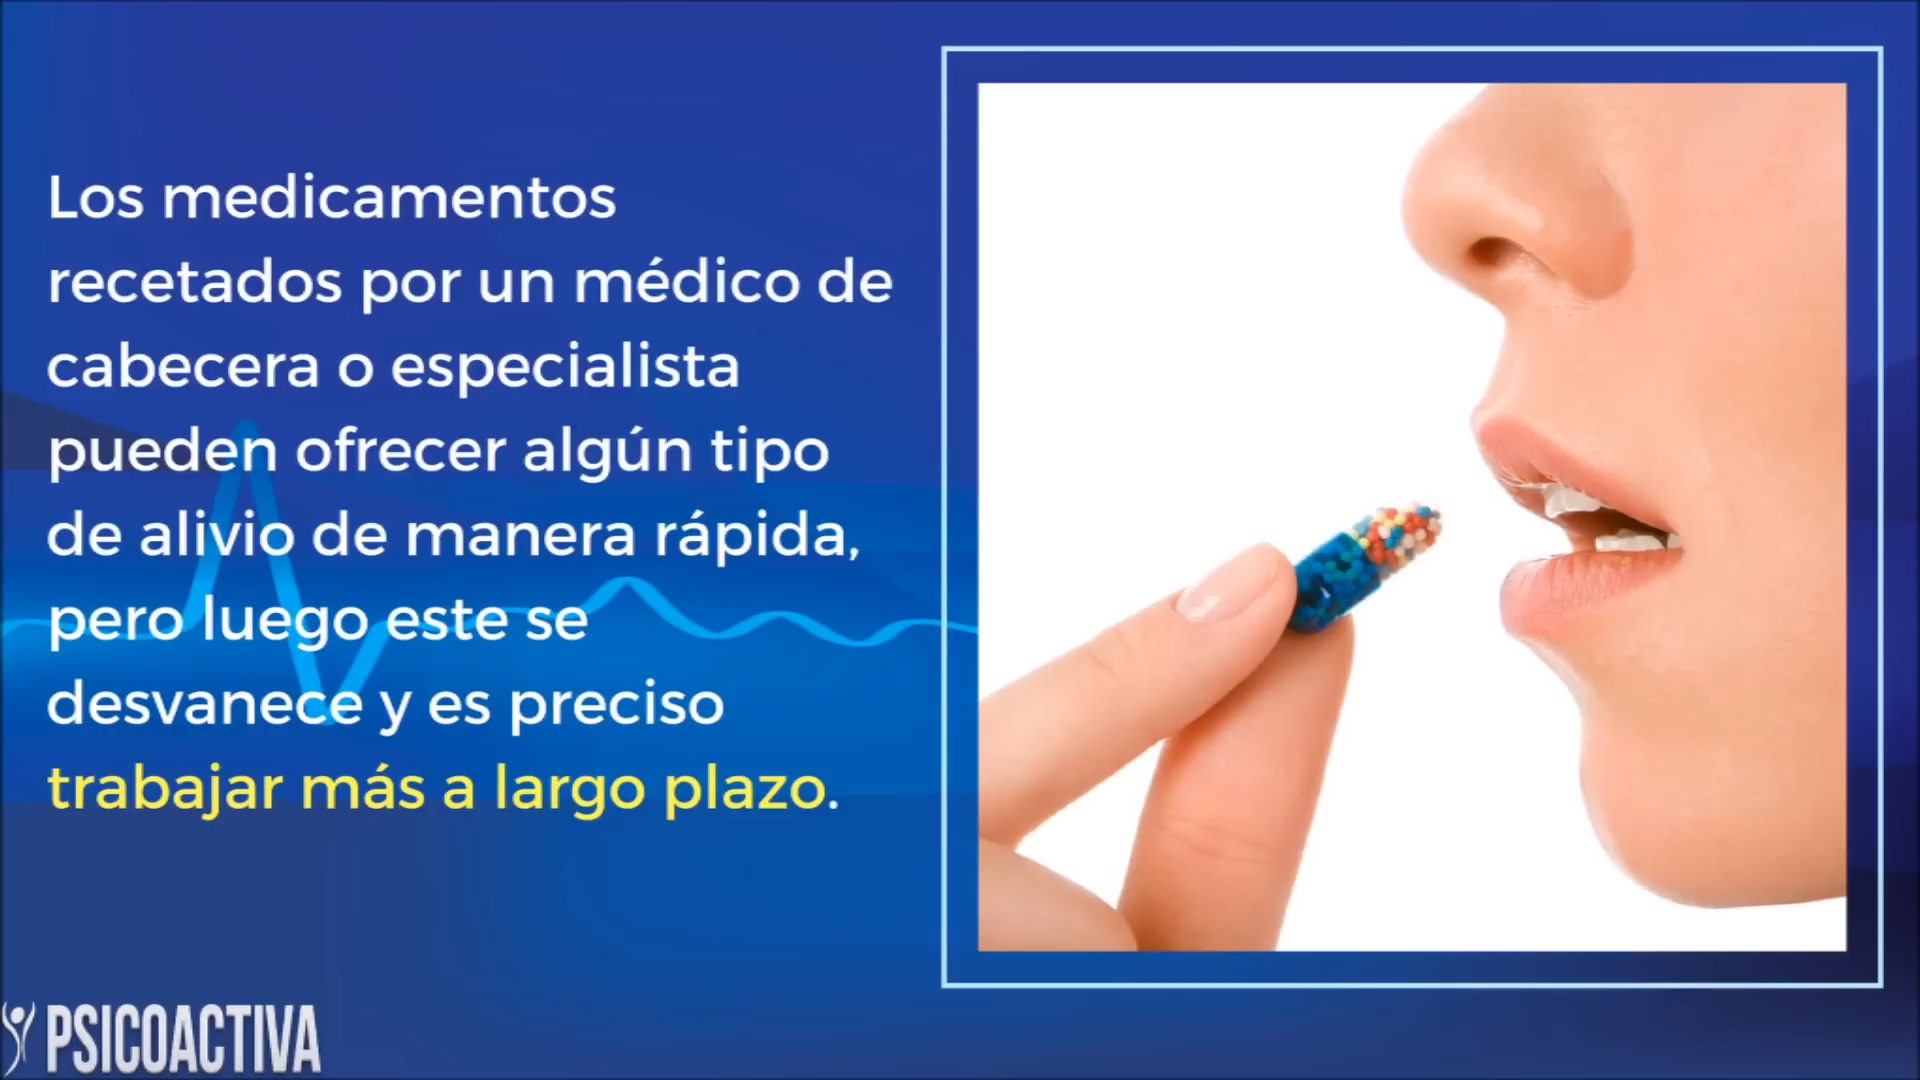 Los medicamentos
recetados por un médico de
cabecera o especialista
pueden ofrecer algún tipo
de alivio de manera rápida,
pero luego este se
desvanece y es preciso
trabajar más a largo plazo.
PSICOACTIVA